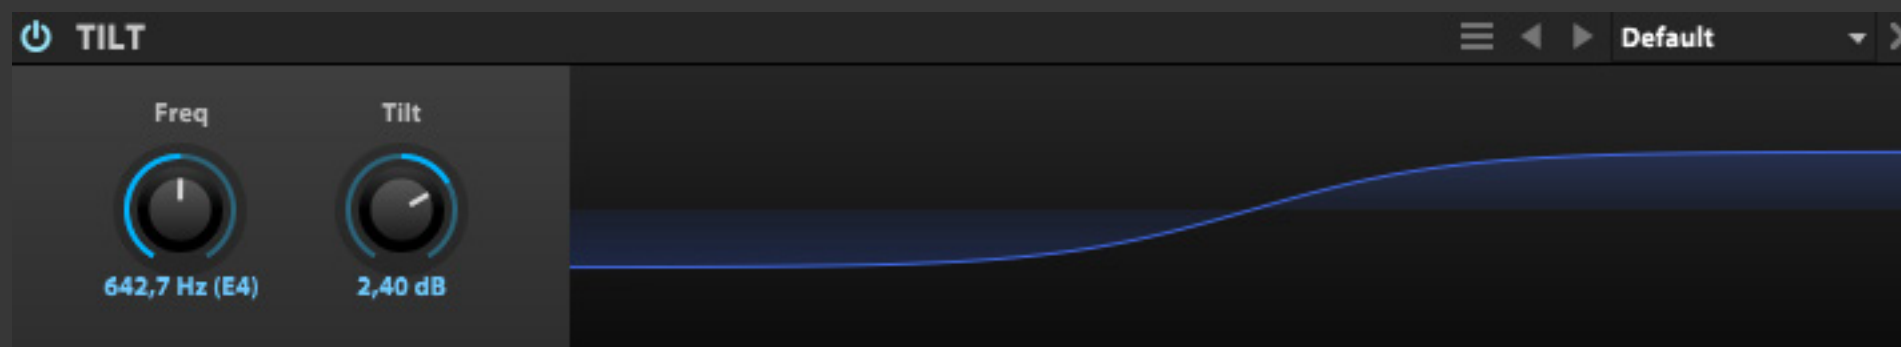 TILT
Default
Freq
Tilt
642,7 Hz (E4)
2,40 dB